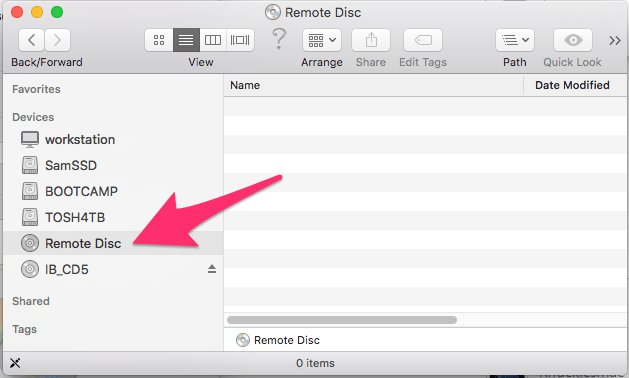 Remote Disc
Back/Forward View Arrange Share Edit Tags Path Quick Look
Favorites
Name Date Modified
Devices
workstation
SamSSD
BOOTCAMP
TOSH4TB
Remote Disc
IB_CD5
Shared
Tags
Remote Disc
0 items